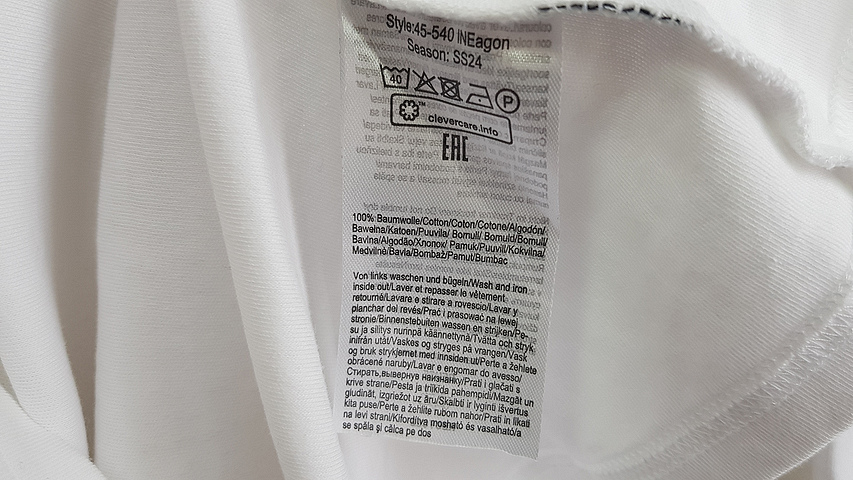 Style:45-540 INEagon
Season: SS24
40
P
TM
clevercare.info
EAC
100% Baumwolle/Cotton/Coton/Cotone/Algodón/
Bawełna/Katoen/Puuvilla/ Bomull/ Bomuld/Bomull/
Bavlna/Algodão/Хлопок/ Pamuk/Puuvill/Kokvilna/
Medvilnė/Bavla/Bombaž/Pamut/Bumbac
Von links waschen und bügeln/Wash and iron
inside out/Laver et repasser le vêtement
retourné/Lavare e stirare a rovescio/Lavar y
planchar del revés/Prać i prasować na lewej
stronie/Binnenstebuiten wassen en strijken/Pe-
su ja silitys nurinpä käännettynä/Tvätta och stryk
inifrån utåt/Vaskes og stryges på vrangen/Vask
og bruk strykjernet med innsiden ut/Perte a žehlete
obrácené naruby/Lavar e engomar do avesso/
Стирать,вывернув наизнанку/Prati i glačati s
krive strane/Pesta ja triikida pahempidi/Mazgāt un
gludināt, izgriežot uz āru/Skalbti ir lyginti išvertus
kita puse/Perte a žehlite rubom nahor/Prati in likati
na levi strani/Kifordítva mosható és vasalható/a
se spăla şi călca pe dos